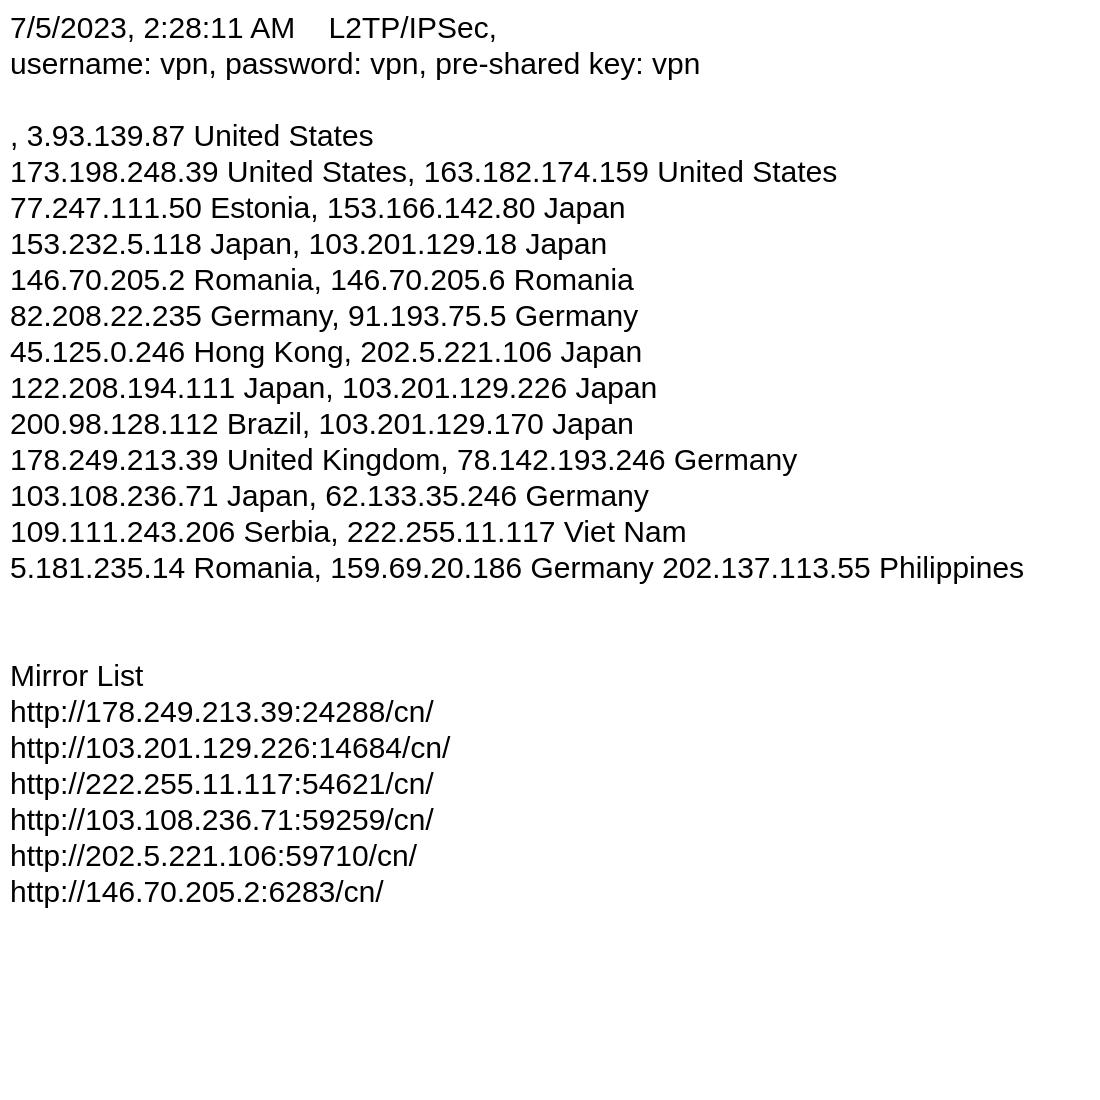 7/5/2023, 2:28:11 AM    L2TP/IPSec,
username: vpn, password: vpn, pre-shared key: vpn
, 3.93.139.87 United States
173.198.248.39 United States, 163.182.174.159 United States
77.247.111.50 Estonia, 153.166.142.80 Japan
153.232.5.118 Japan, 103.201.129.18 Japan
146.70.205.2 Romania, 146.70.205.6 Romania
82.208.22.235 Germany, 91.193.75.5 Germany
45.125.0.246 Hong Kong, 202.5.221.106 Japan
122.208.194.111 Japan, 103.201.129.226 Japan
200.98.128.112 Brazil, 103.201.129.170 Japan
178.249.213.39 United Kingdom, 78.142.193.246 Germany
103.108.236.71 Japan, 62.133.35.246 Germany
109.111.243.206 Serbia, 222.255.11.117 Viet Nam
5.181.235.14 Romania, 159.69.20.186 Germany 202.137.113.55 Philippines
Mirror List
http://178.249.213.39:24288/cn/
http://103.201.129.226:14684/cn/
http://222.255.11.117:54621/cn/
http://103.108.236.71:59259/cn/
http://202.5.221.106:59710/cn/
http://146.70.205.2:6283/cn/